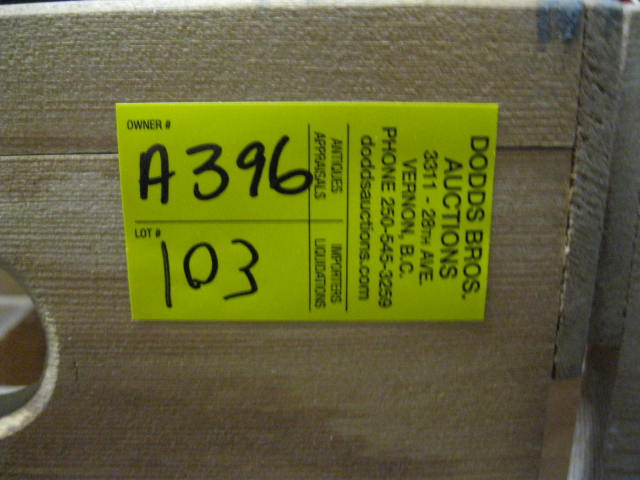 DODDS BROS.
AUCTIONS
3311 - 28TH AVE.
VERNON, B.C.
PHONE 250-545-3259
doddsauctions.com
ANTIQUES IMPORTERS
APPRAISALS LIQUIDATIONS
OWNER #
A396
LOT #
103